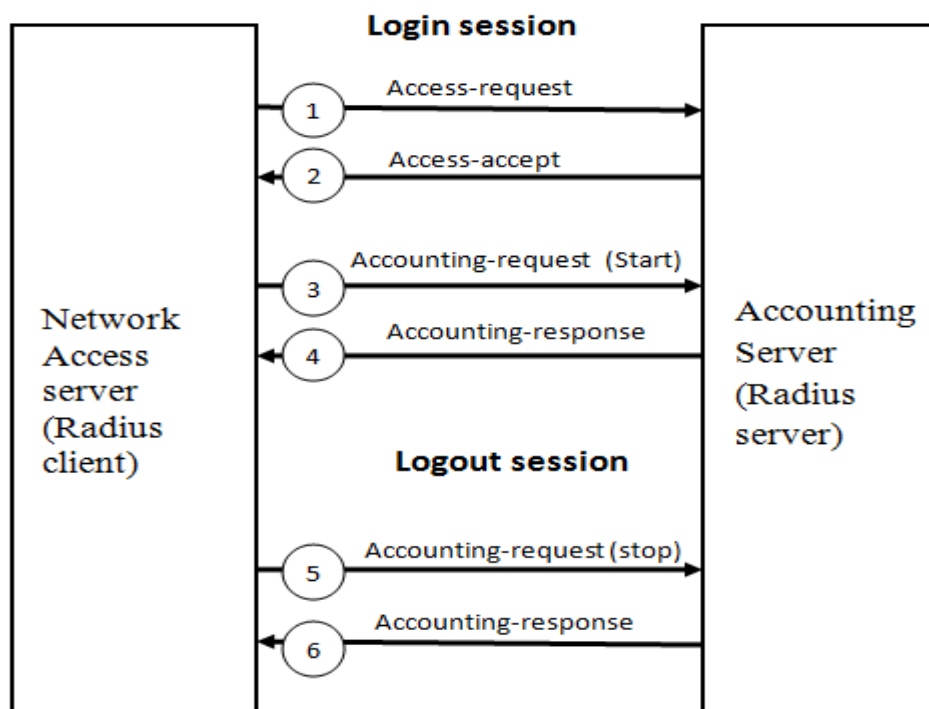 Login session
Access-request
1
Access-accept
2
Accounting-request (Start)
3
Accounting-response
4
Network
Access
server
(Radius
client)
Accounting
Server
(Radius
server)
Logout session
Accounting-request(stop)
5
Accounting-response
6